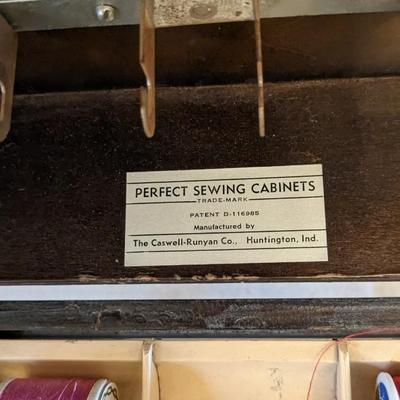 PERFECT SEWING CABINETS
TRADE-MARK
PATENT D-116985
Manufactured by
The Caswell-Runyan Co., Huntington, Ind.